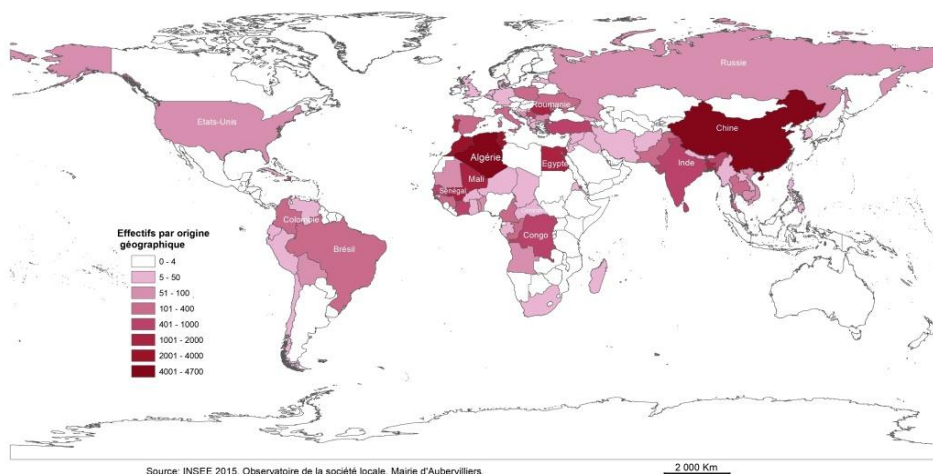 Russie
Etats-Unis
Roumanie
Chine
Algérie
Egypte
Inde
Mali
Sénégal
Colombie
Congo
Brésil
Effectifs par origine
géographique
0 - 4
5 - 50
51 - 100
101 - 400
401 - 1000
1001 - 2000
2001 - 4000
4001 - 4700
Source: INSEE 2015, Observatoire de la société locale, Mairie d'Aubervilliers.
2 000 Km